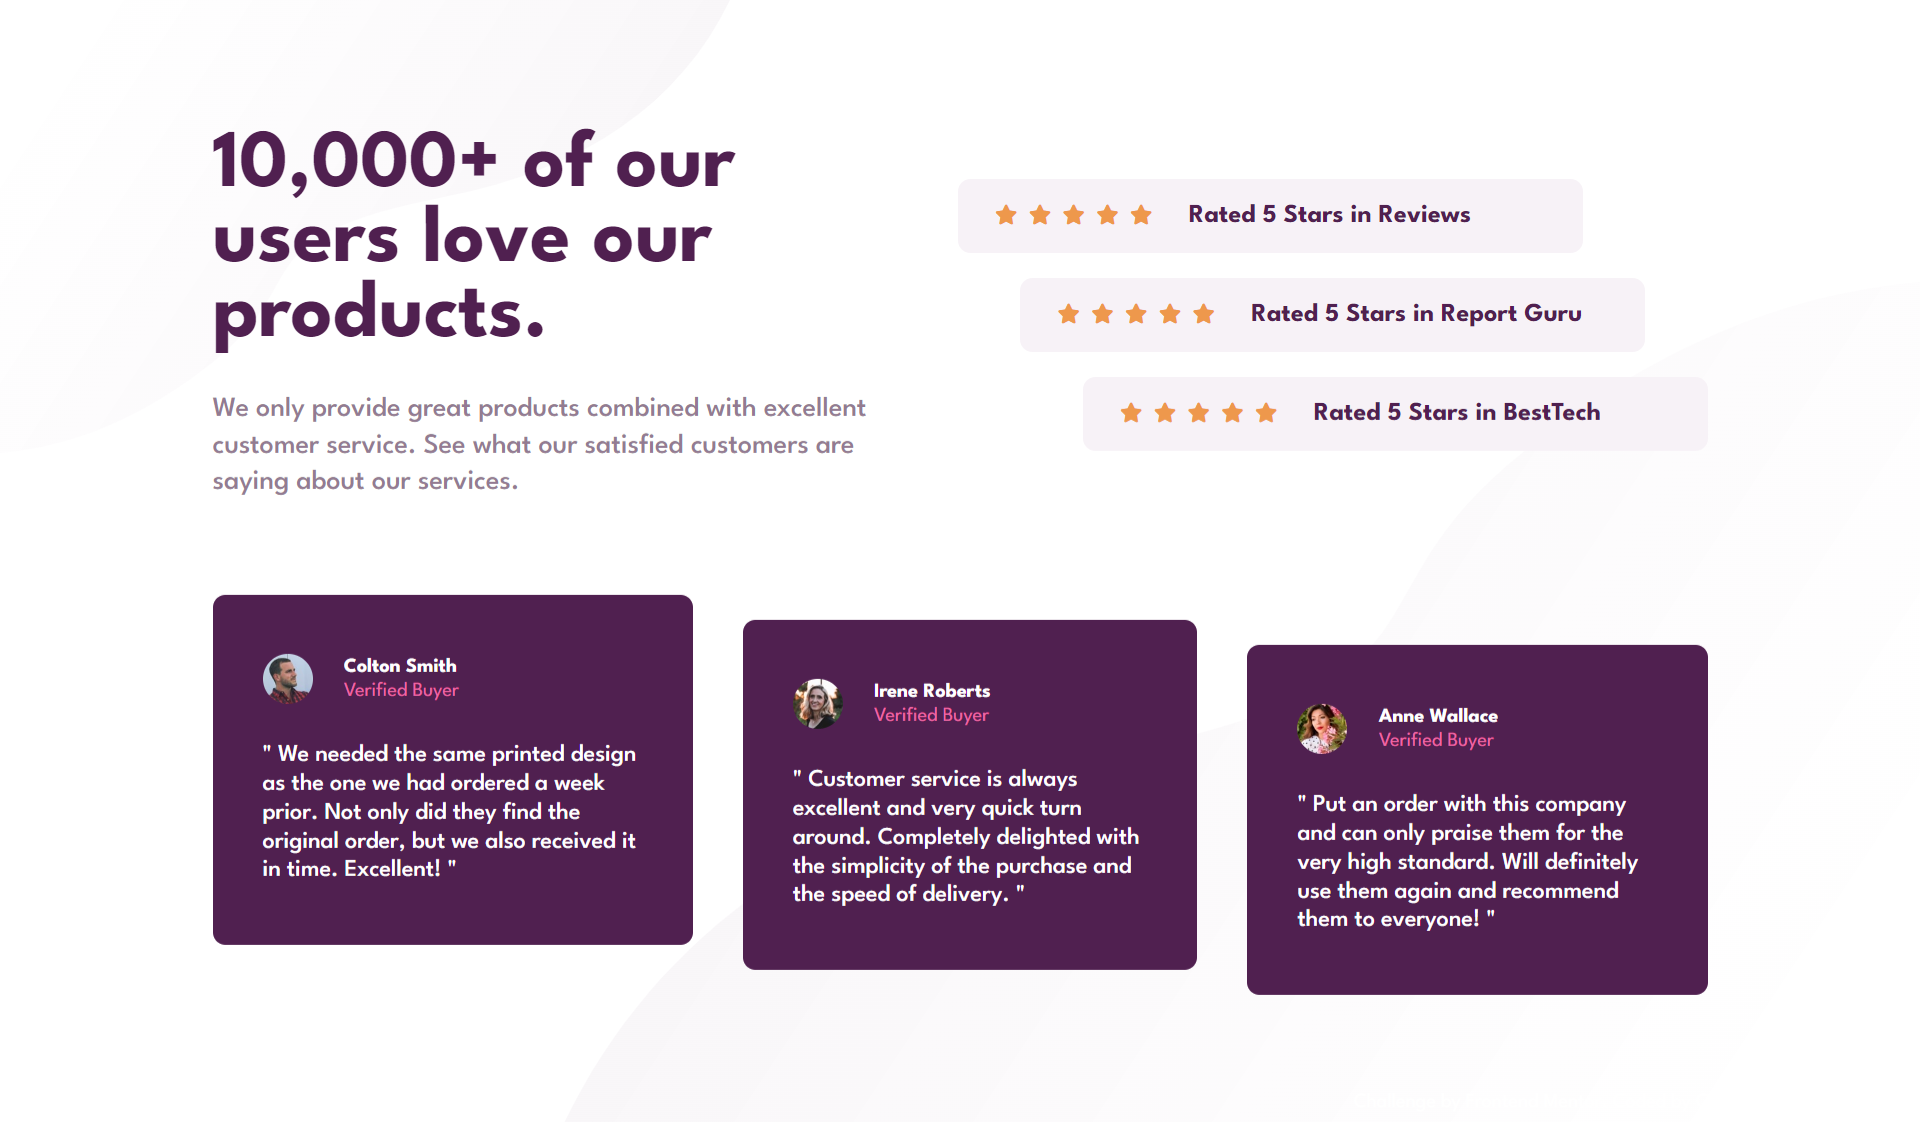 10,000+ of our
users love our
products.
We only provide great products combined with excellent
customer service. See what our satisfied customers are
saying about our services.
Rated 5 Stars in Reviews
Rated 5 Stars in Report Guru
Rated 5 Stars in BestTech
Colton Smith
Verified Buyer
" We needed the same printed design
as the one we had ordered a week
prior. Not only did they find the
original order, but we also received it
in time. Excellent! "
Irene Roberts
Verified Buyer
" Customer service is always
excellent and very quick turn
around. Completely delighted with
the simplicity of the purchase and
the speed of delivery. "
Anne Wallace
Verified Buyer
" Put an order with this company
and can only praise them for the
very high standard. Will definitely
use them again and recommend
them to everyone! "